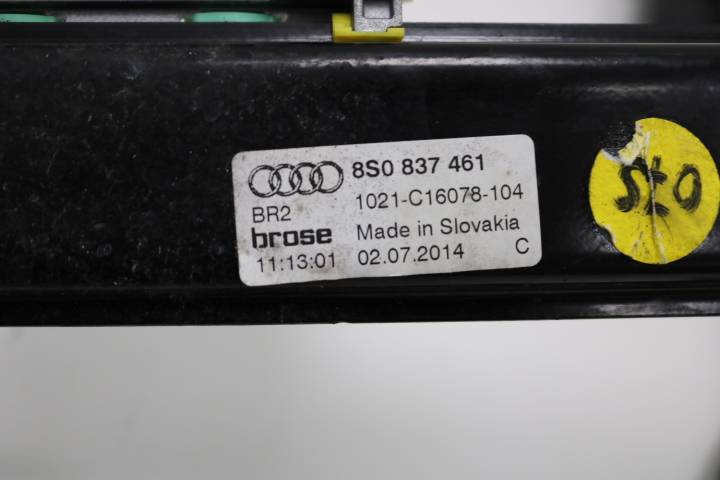 8S0 837 461
BR2 1021-C16078-104
brose Made in Slovakia
11:13:01 02.07.2014 C